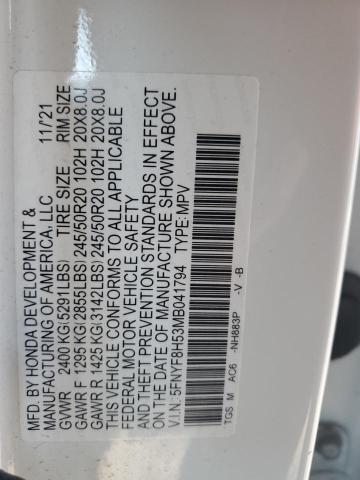 MFD. BY HONDA DEVELOPMENT & 11/21
MANUFACTURING OF AMERICA, LLC
GVWR 2400 KG(5291LBS) TIRE SIZE RIM SIZE
GAWR F 1295 KG(2855LBS) 245/50R20 102H 20X8.0J
GAWR R 1425 KG(3142LBS) 245/50R20 102H 20X8.0J
THIS VEHICLE CONFORMS TO ALL APPLICABLE
FEDERAL MOTOR VEHICLE SAFETY
AND THEFT PREVENTION STANDARDS IN EFFECT
ON THE DATE OF MANUFACTURE SHOWN ABOVE.
V.I.N.: 5FNYF8H53MB041794 TYPE: MPV
TGS M AC6 -NH883P -V -B